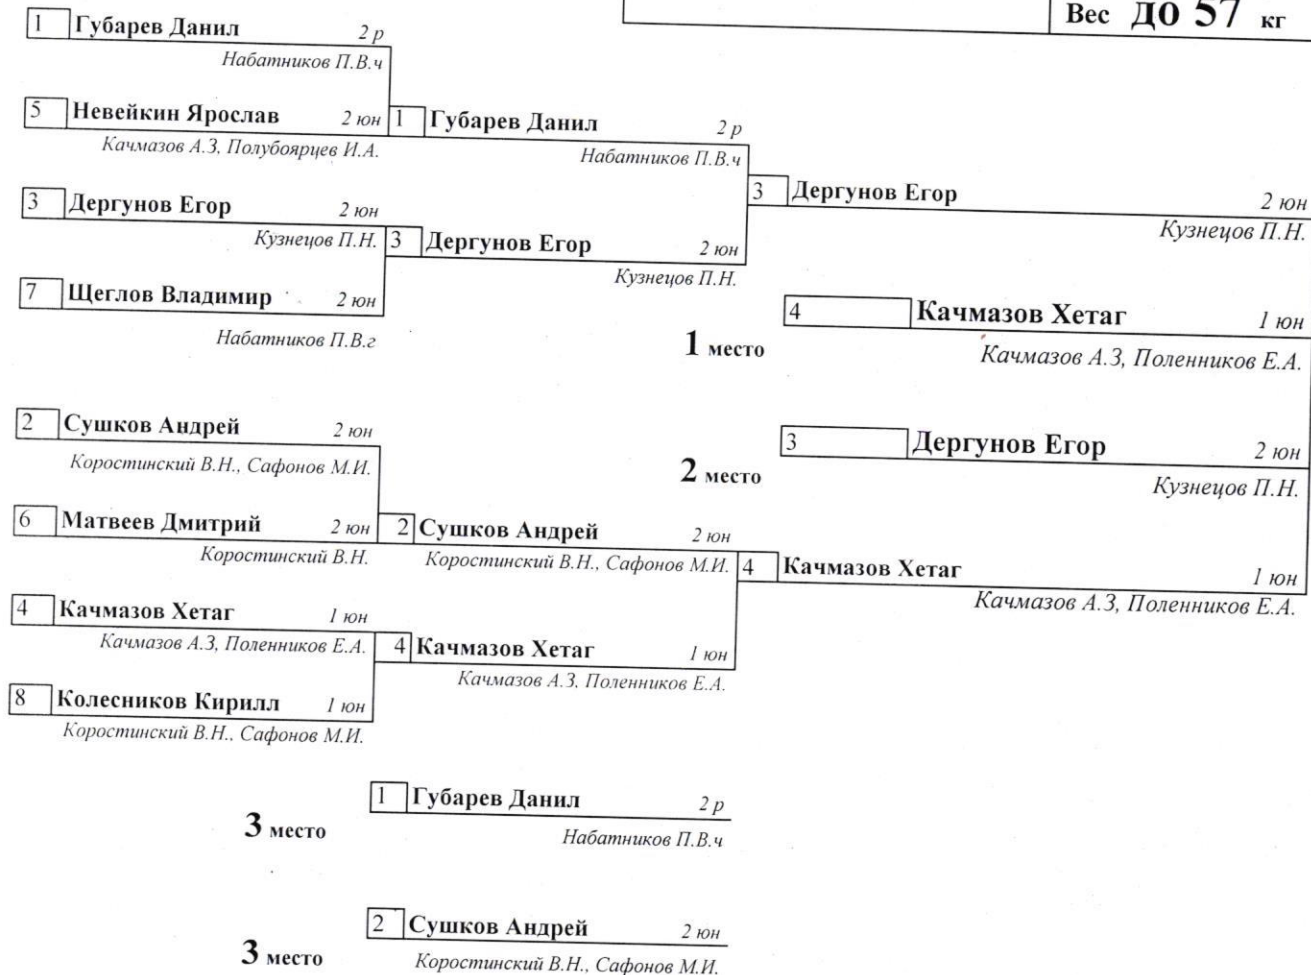 Вес до 57 кг
1 Губарев Данил 2 р
Набатников П.В.ч
5 Невейкин Ярослав 2 юн
Качмазов А.З, Полубоярцев И.А.
1 Губарев Данил 2 р
Набатников П.В.ч
3 Дергунов Егор 2 юн
Кузнецов П.Н.
3 Дергунов Егор 2 юн
Кузнецов П.Н.
3 Дергунов Егор 2 юн
Кузнецов П.Н.
7 Щеглов Владимир 2 юн
Набатников П.В.г
1 место
4 Качмазов Хетаг 1 юн
Качмазов А.З, Поленников Е.А.
2 Сушков Андрей 2 юн
Коростинский В.Н., Сафонов М.И.
2 место
3 Дергунов Егор 2 юн
Кузнецов П.Н.
6 Матвеев Дмитрий 2 юн
Коростинский В.Н.
2 Сушков Андрей 2 юн
Коростинский В.Н., Сафонов М.И.
4 Качмазов Хетаг 1 юн
Качмазов А.З, Поленников Е.А.
4 Качмазов Хетаг 1 юн
Качмазов А.З, Поленников Е.А.
4 Качмазов Хетаг 1 юн
Качмазов А.З, Поленников Е.А.
8 Колесников Кирилл 1 юн
Коростинский В.Н., Сафонов М.И.
3 место
1 Губарев Данил 2 р
Набатников П.В.ч
3 место
2 Сушков Андрей 2 юн
Коростинский В.Н., Сафонов М.И.